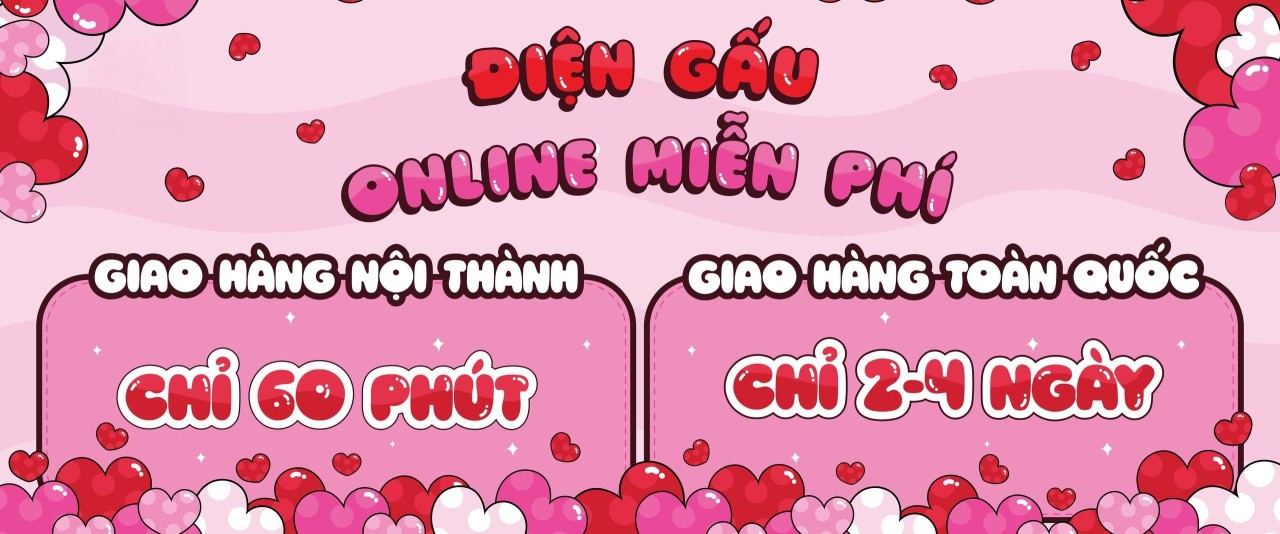 DIỆN GẤU
ONLINE MIỄN PHÍ
GIAO HÀNG NỘI THÀNH
CHỈ 60 PHÚT
GIAO HÀNG TOÀN QUỐC
CHỈ 2-4 NGÀY